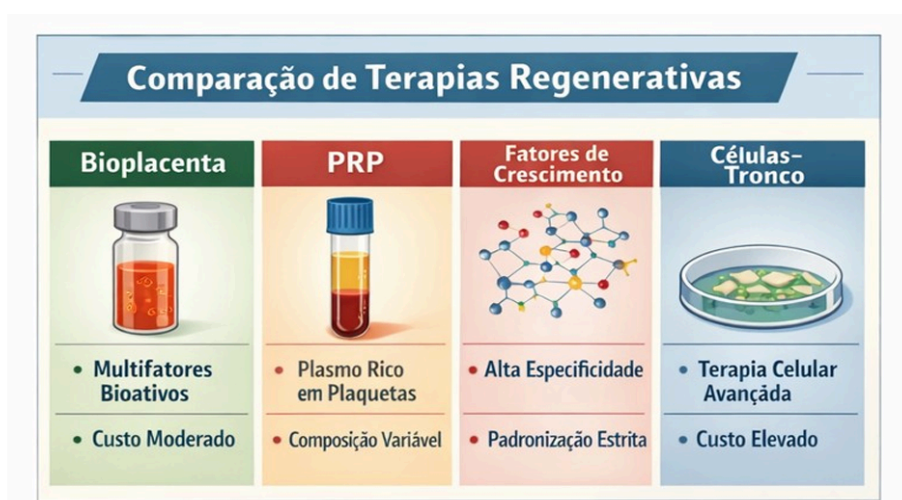 Comparação de Terapias Regenerativas
Bioplacenta
• Multifatores
Bioativos
• Custo Moderado
PRP
• Plasmo Rico
em Plaquetas
• Composição Variável
Fatores de
Crescimento
• Alta Especificidade
• Padronização Estrita
Células-
Tronco
• Terapia Celular
Avançáda
• Custo Elevado